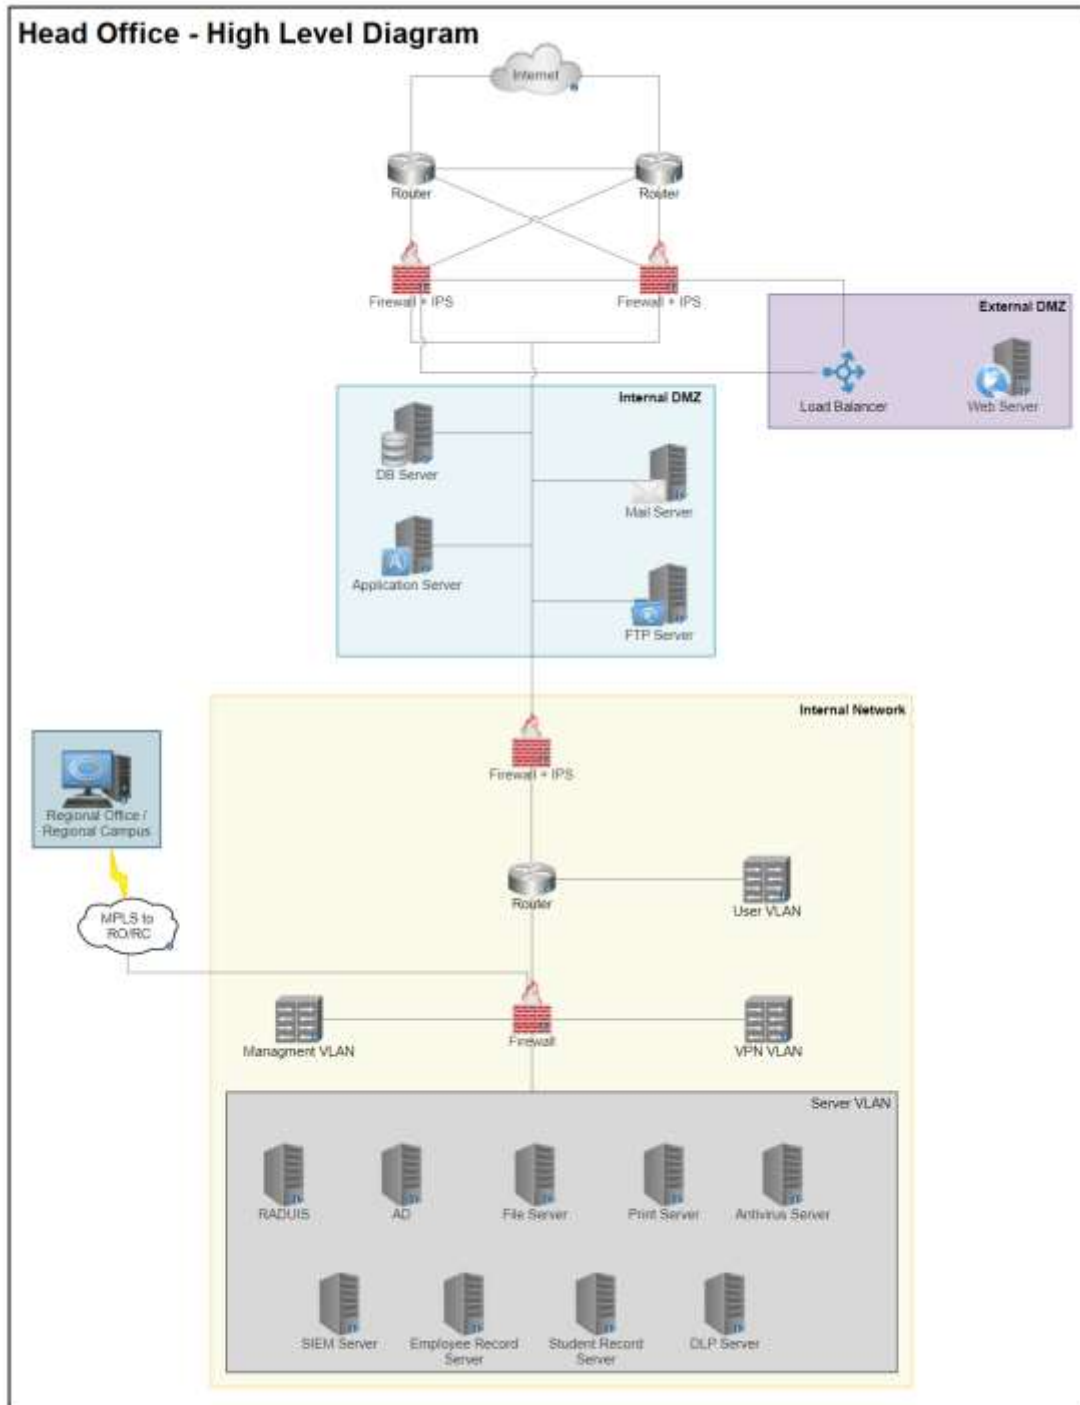 Head Office - High Level Diagram
Internet
Router
Router
Firewall + IPS
Firewall + IPS
External DMZ
Load Balancer
Web Server
Internal DMZ
DB Server
Mail Server
Application Server
FTP Server
Internal Network
Firewall + IPS
Regional Office /
Regional Campus
Router
User VLAN
MPLS to
RO/RC
Managment VLAN
Firewall
VPN VLAN
Server VLAN
RADUIS
AD
File Server
Print Server
Antivirus Server
SIEM Server
Employee Record
Server
Student Record
Server
DLP Server